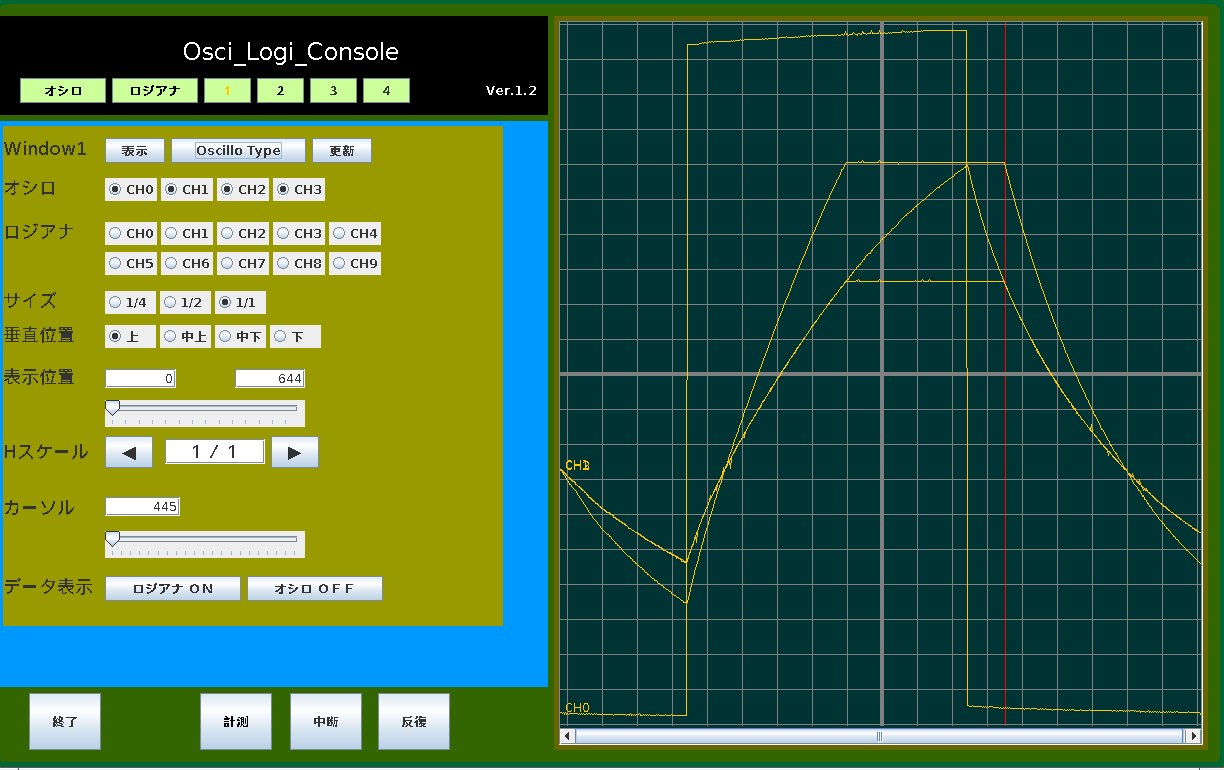 Osci_Logi_Console
オシロ ロジアナ 1 2 3 4 Ver.1.2
Window1 表示 Oscillo Type 更新
オシロ CH0 CH1 CH2 CH3
ロジアナ CH0 CH1 CH2 CH3 CH4
CH5 CH6 CH7 CH8 CH9
サイズ 1/4 1/2 1/1
垂直位置 上 中上 中下 下
表示位置 0 644
Hスケール ◀ 1 / 1 ▶
カーソル 445
データ表示 ロジアナ ON オシロ OFF
終了 計測 中断 反復
CH0